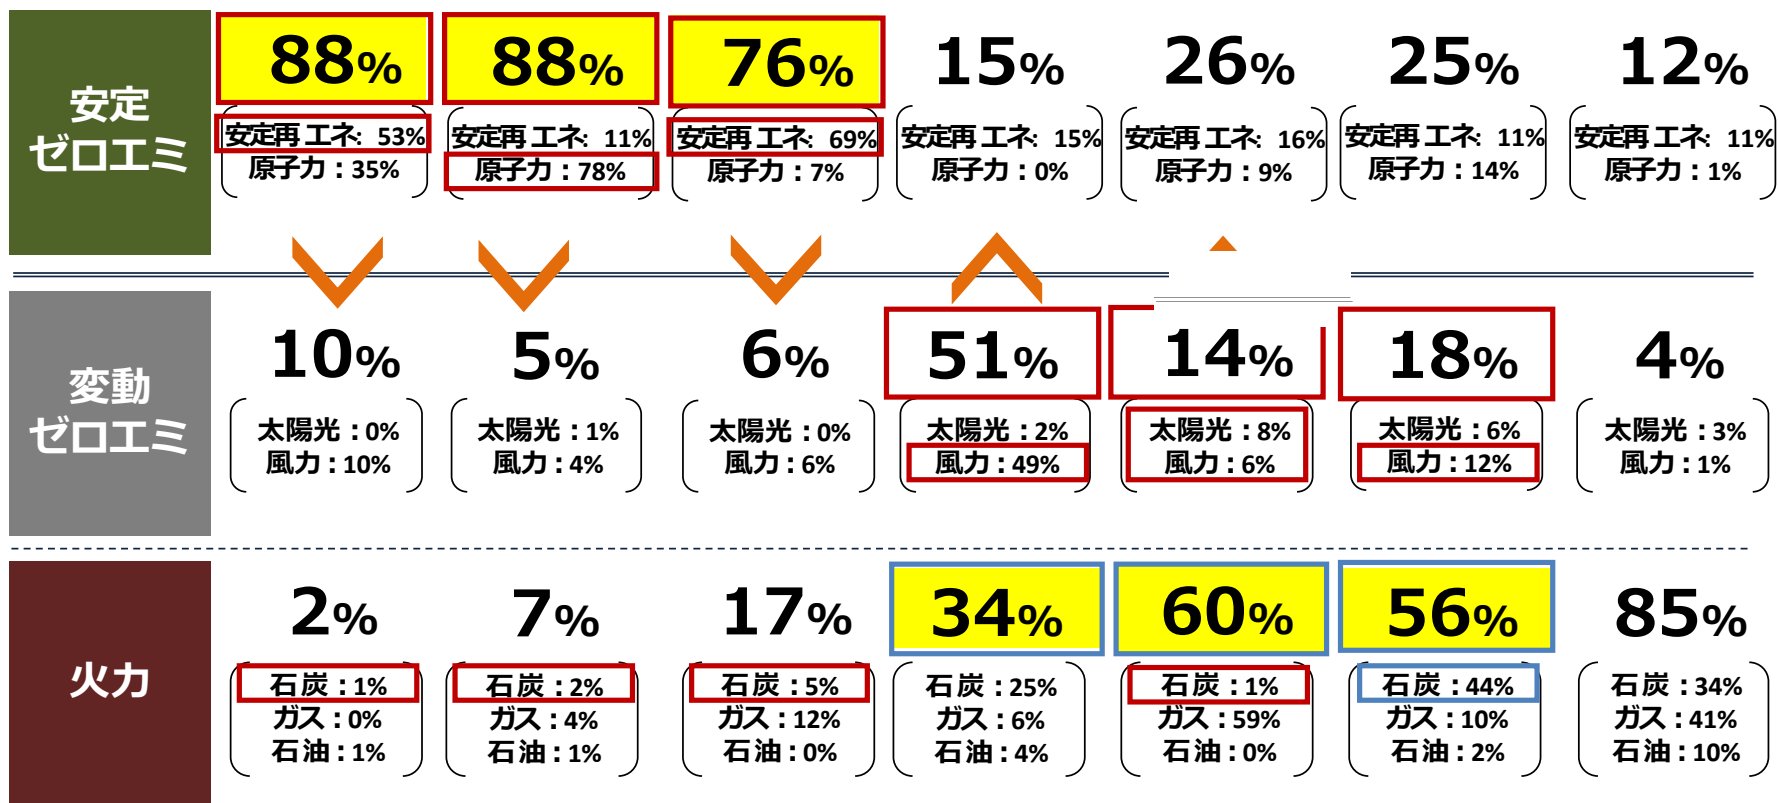 安定
ゼロエミ
88% 88% 76% 15% 26% 25% 12%
安定再エネ: 53% 安定再エネ: 11% 安定再エネ: 69% 安定再エネ: 15% 安定再エネ: 16% 安定再エネ: 11% 安定再エネ: 11%
原子力:35% 原子力:78% 原子力:7% 原子力:0% 原子力:9% 原子力:14% 原子力:1%
変動
ゼロエミ
10% 5% 6% 51% 14% 18% 4%
太陽光:0% 太陽光:1% 太陽光:0% 太陽光:2% 太陽光:8% 太陽光:6% 太陽光:3%
風力:10% 風力:4% 風力:6% 風力:49% 風力:6% 風力:12% 風力:1%
火力
2% 7% 17% 34% 60% 56% 85%
石炭:1% 石炭:2% 石炭:5% 石炭:25% 石炭:1% 石炭:44% 石炭:34%
ガス:0% ガス:4% ガス:12% ガス:6% ガス:59% ガス:10% ガス:41%
石油:1% 石油:1% 石油:0% 石油:4% 石油:0% 石油:2% 石油:10%